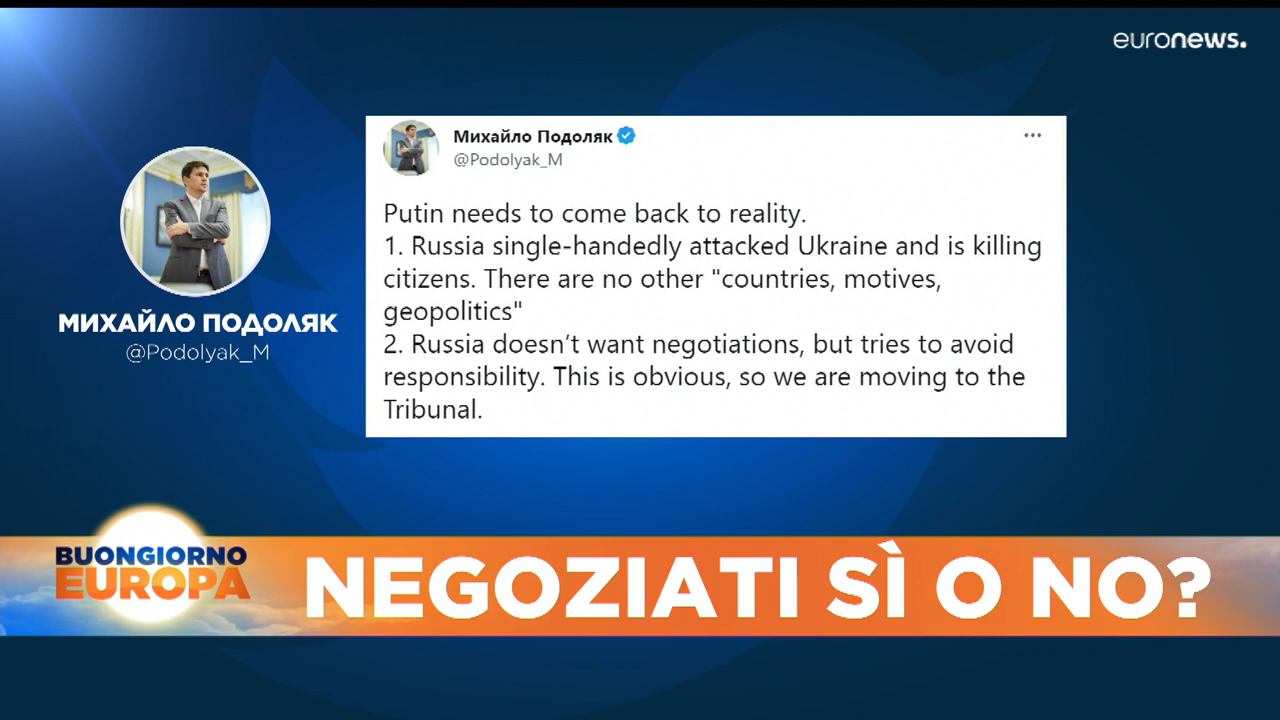 euronews.
Михайло Подоляк
@Podolyak_M
Putin needs to come back to reality.
1. Russia single-handedly attacked Ukraine and is killing
citizens. There are no other "countries, motives,
geopolitics"
2. Russia doesn’t want negotiations, but tries to avoid
responsibility. This is obvious, so we are moving to the
Tribunal.
МИХАЙЛО ПОДОЛЯК
@Podolyak_M
BUONGIORNO
EUROPA
NEGOZIATI SÌ O NO?